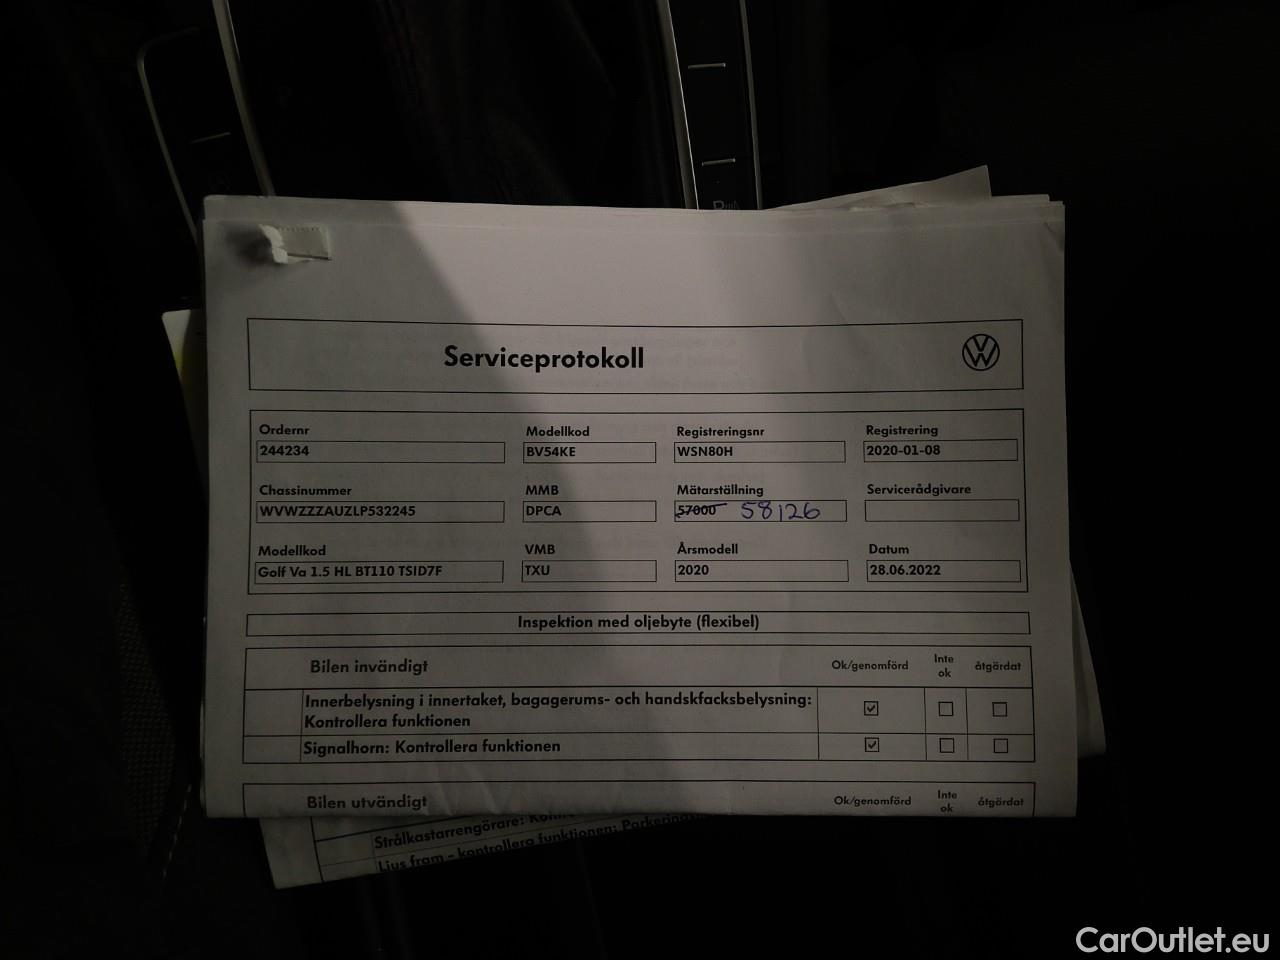 Serviceprotokoll
Ordernr Modellkod Registreringsnr Registrering
244234 BV54KE WSN80H 2020-01-08
Chassinummer MMB Mätarställning Servicerådgivare
WVWZZZAUZLP532245 DPCA 57000 58126
Modellkod VMB Årsmodell Datum
Golf Va 1.5 HL BT110 TSID7F TXU 2020 28.06.2022
Inspektion med oljebyte (flexibel)
Bilen invändigt Ok/genomförd Inte ok åtgärdat
Innerbelysning i innertaket, bagagerums- och handskfacksbelysning:
Kontrollera funktionen
Signalhorn: Kontrollera funktionen
Bilen utvändigt Ok/genomförd Inte ok åtgärdat
Strålkastarrengörare:
Ljus fram - kontrollera funktionen:
CarOutlet.eu